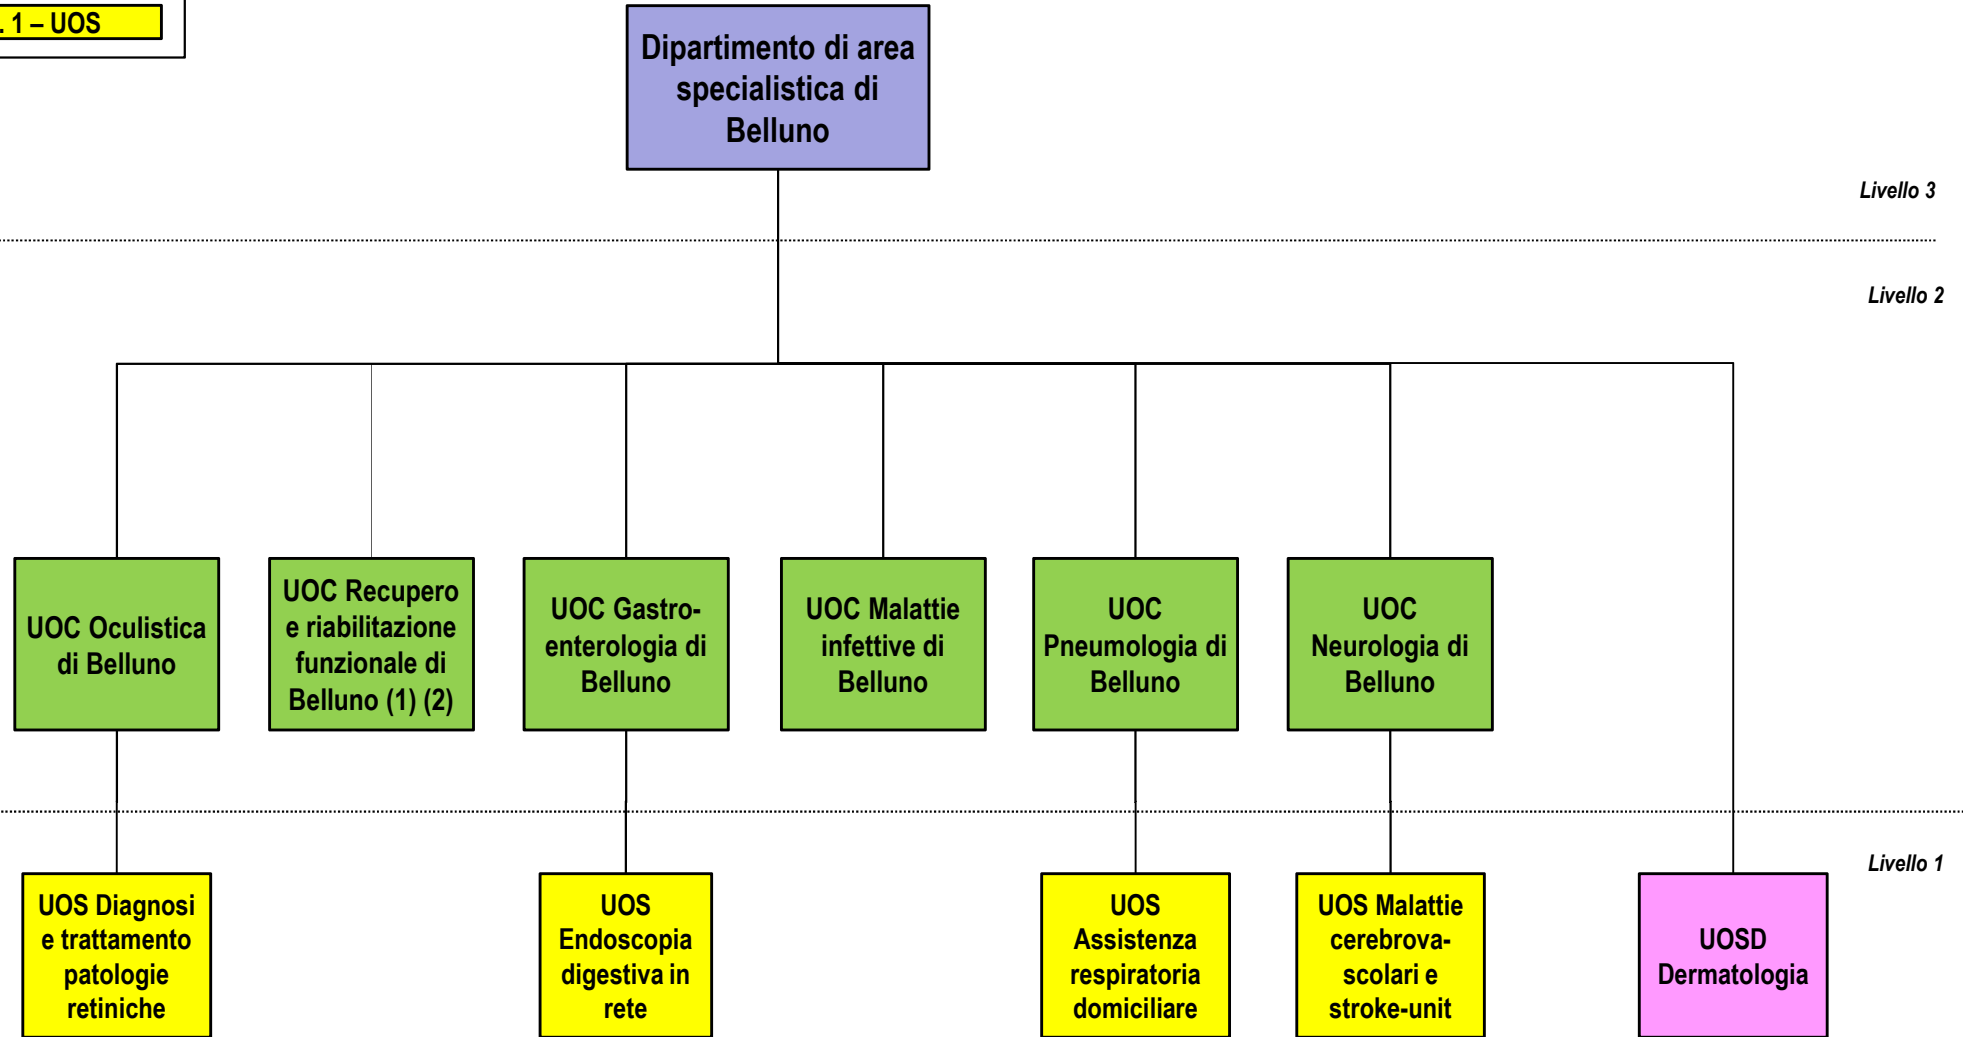 . 1 – UOS
Dipartimento di area
specialistica di
Belluno
Livello 3
Livello 2
UOC Oculistica
di Belluno
UOC Recupero
e riabilitazione
funzionale di
Belluno (1) (2)
UOC Gastro-
enterologia di
Belluno
UOC Malattie
infettive di
Belluno
UOC
Pneumologia di
Belluno
UOC
Neurologia di
Belluno
Livello 1
UOS Diagnosi
e trattamento
patologie
retiniche
UOS
Endoscopia
digestiva in
rete
UOS
Assistenza
respiratoria
domiciliare
UOS Malattie
cerebrova-
scolari e
stroke-unit
UOSD
Dermatologia